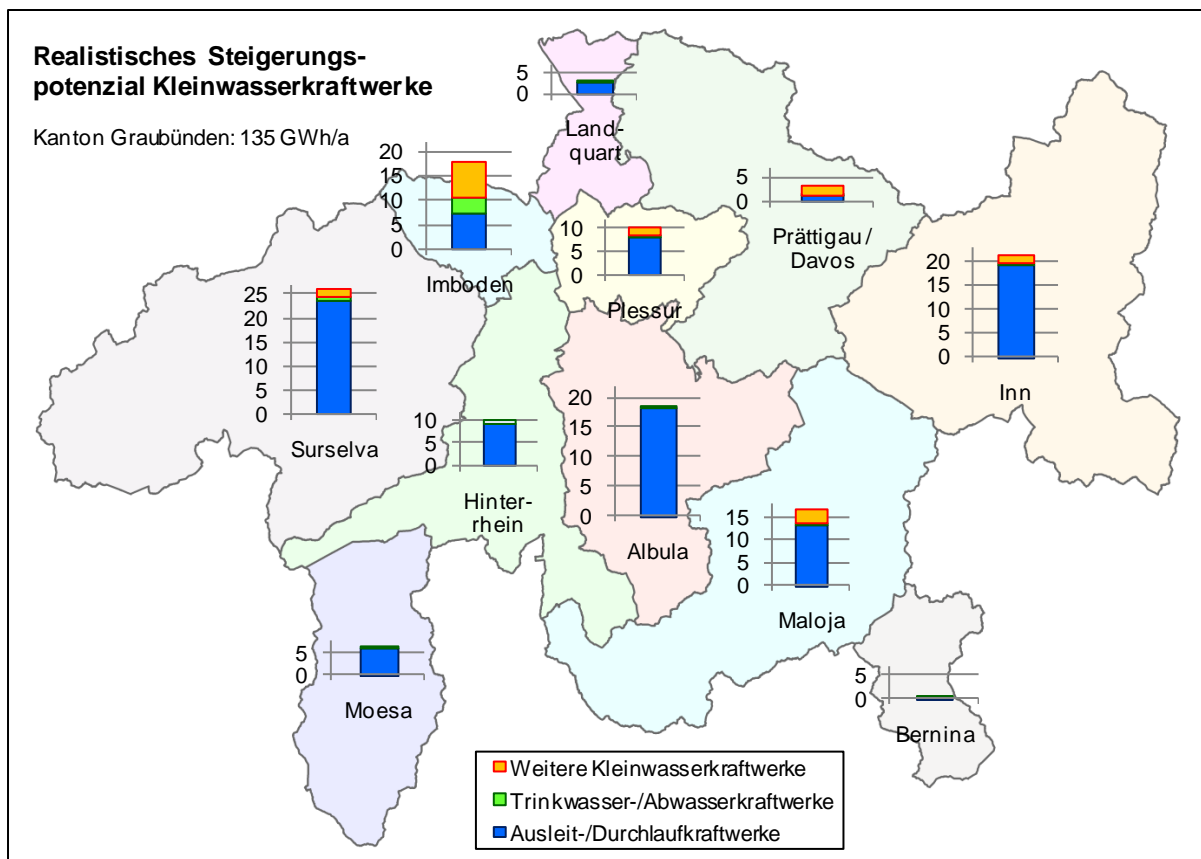 Realistisches Steigerungs-
potenzial Kleinwasserkraftwerke
Kanton Graubünden: 135 GWh/a
5
0
Land-
quart
20
15
10
5
0
Imboden
5
0
Prättigau/
Davos
10
5
0
Plessur
20
15
10
5
0
Inn
25
20
15
10
5
0
Surselva
10
5
0
Hinter-
rhein
20
15
10
5
0
Albula
15
10
5
0
Maloja
5
0
Moesa
5
0
Bernina
Weitere Kleinwasserkraftwerke
Trinkwasser-/Abwasserkraftwerke
Ausleit-/Durchlaufkraftwerke